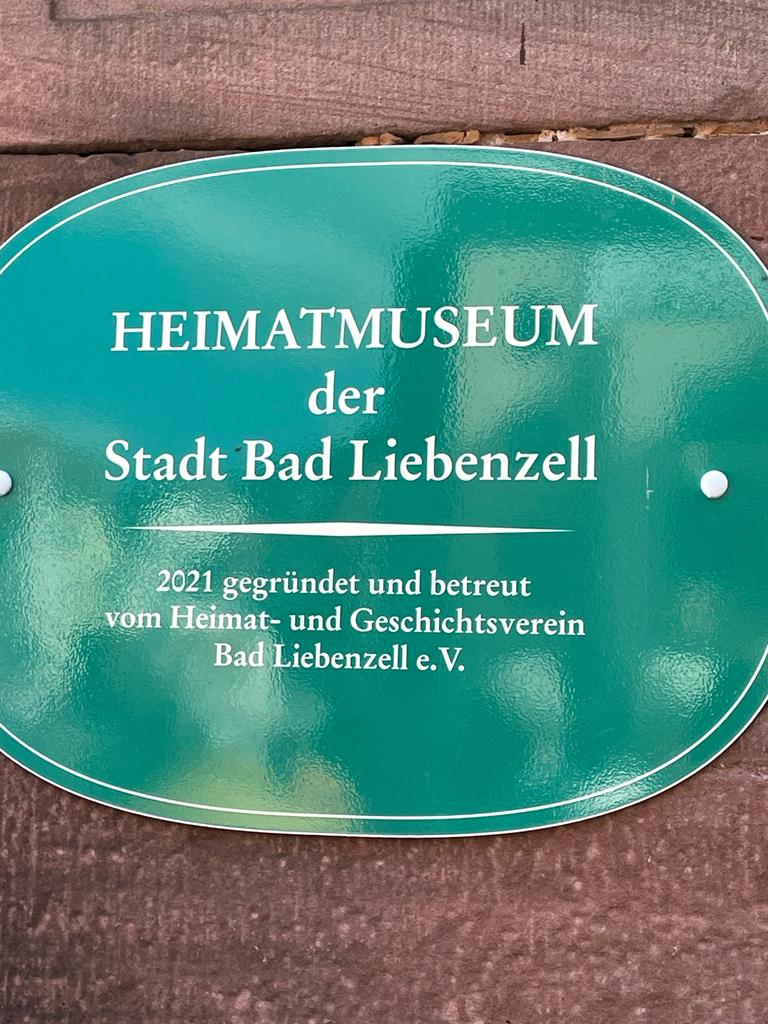 HEIMATMUSEUM
der
Stadt Bad Liebenzell
2021 gegründet und betreut
vom Heimat- und Geschichtsverein
Bad Liebenzell e.V.